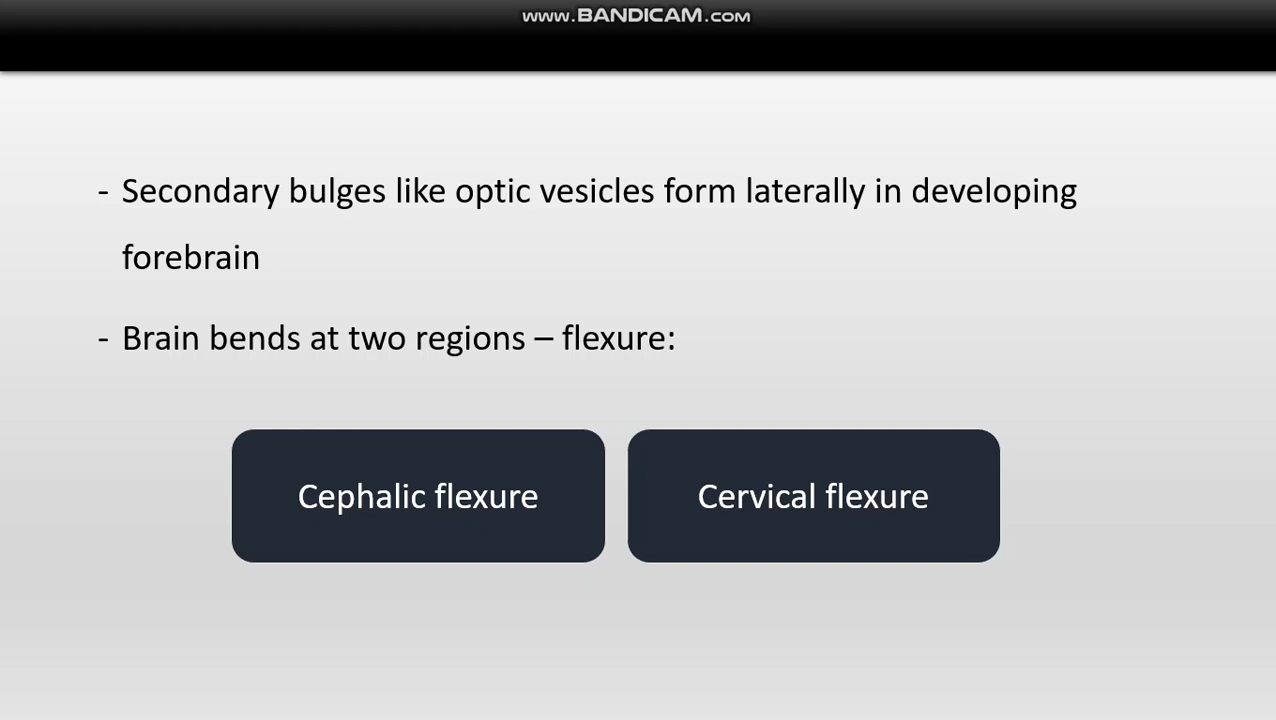 www.BANDICAM.com
- Secondary bulges like optic vesicles form laterally in developing
forebrain
- Brain bends at two regions – flexure:
Cephalic flexure
Cervical flexure